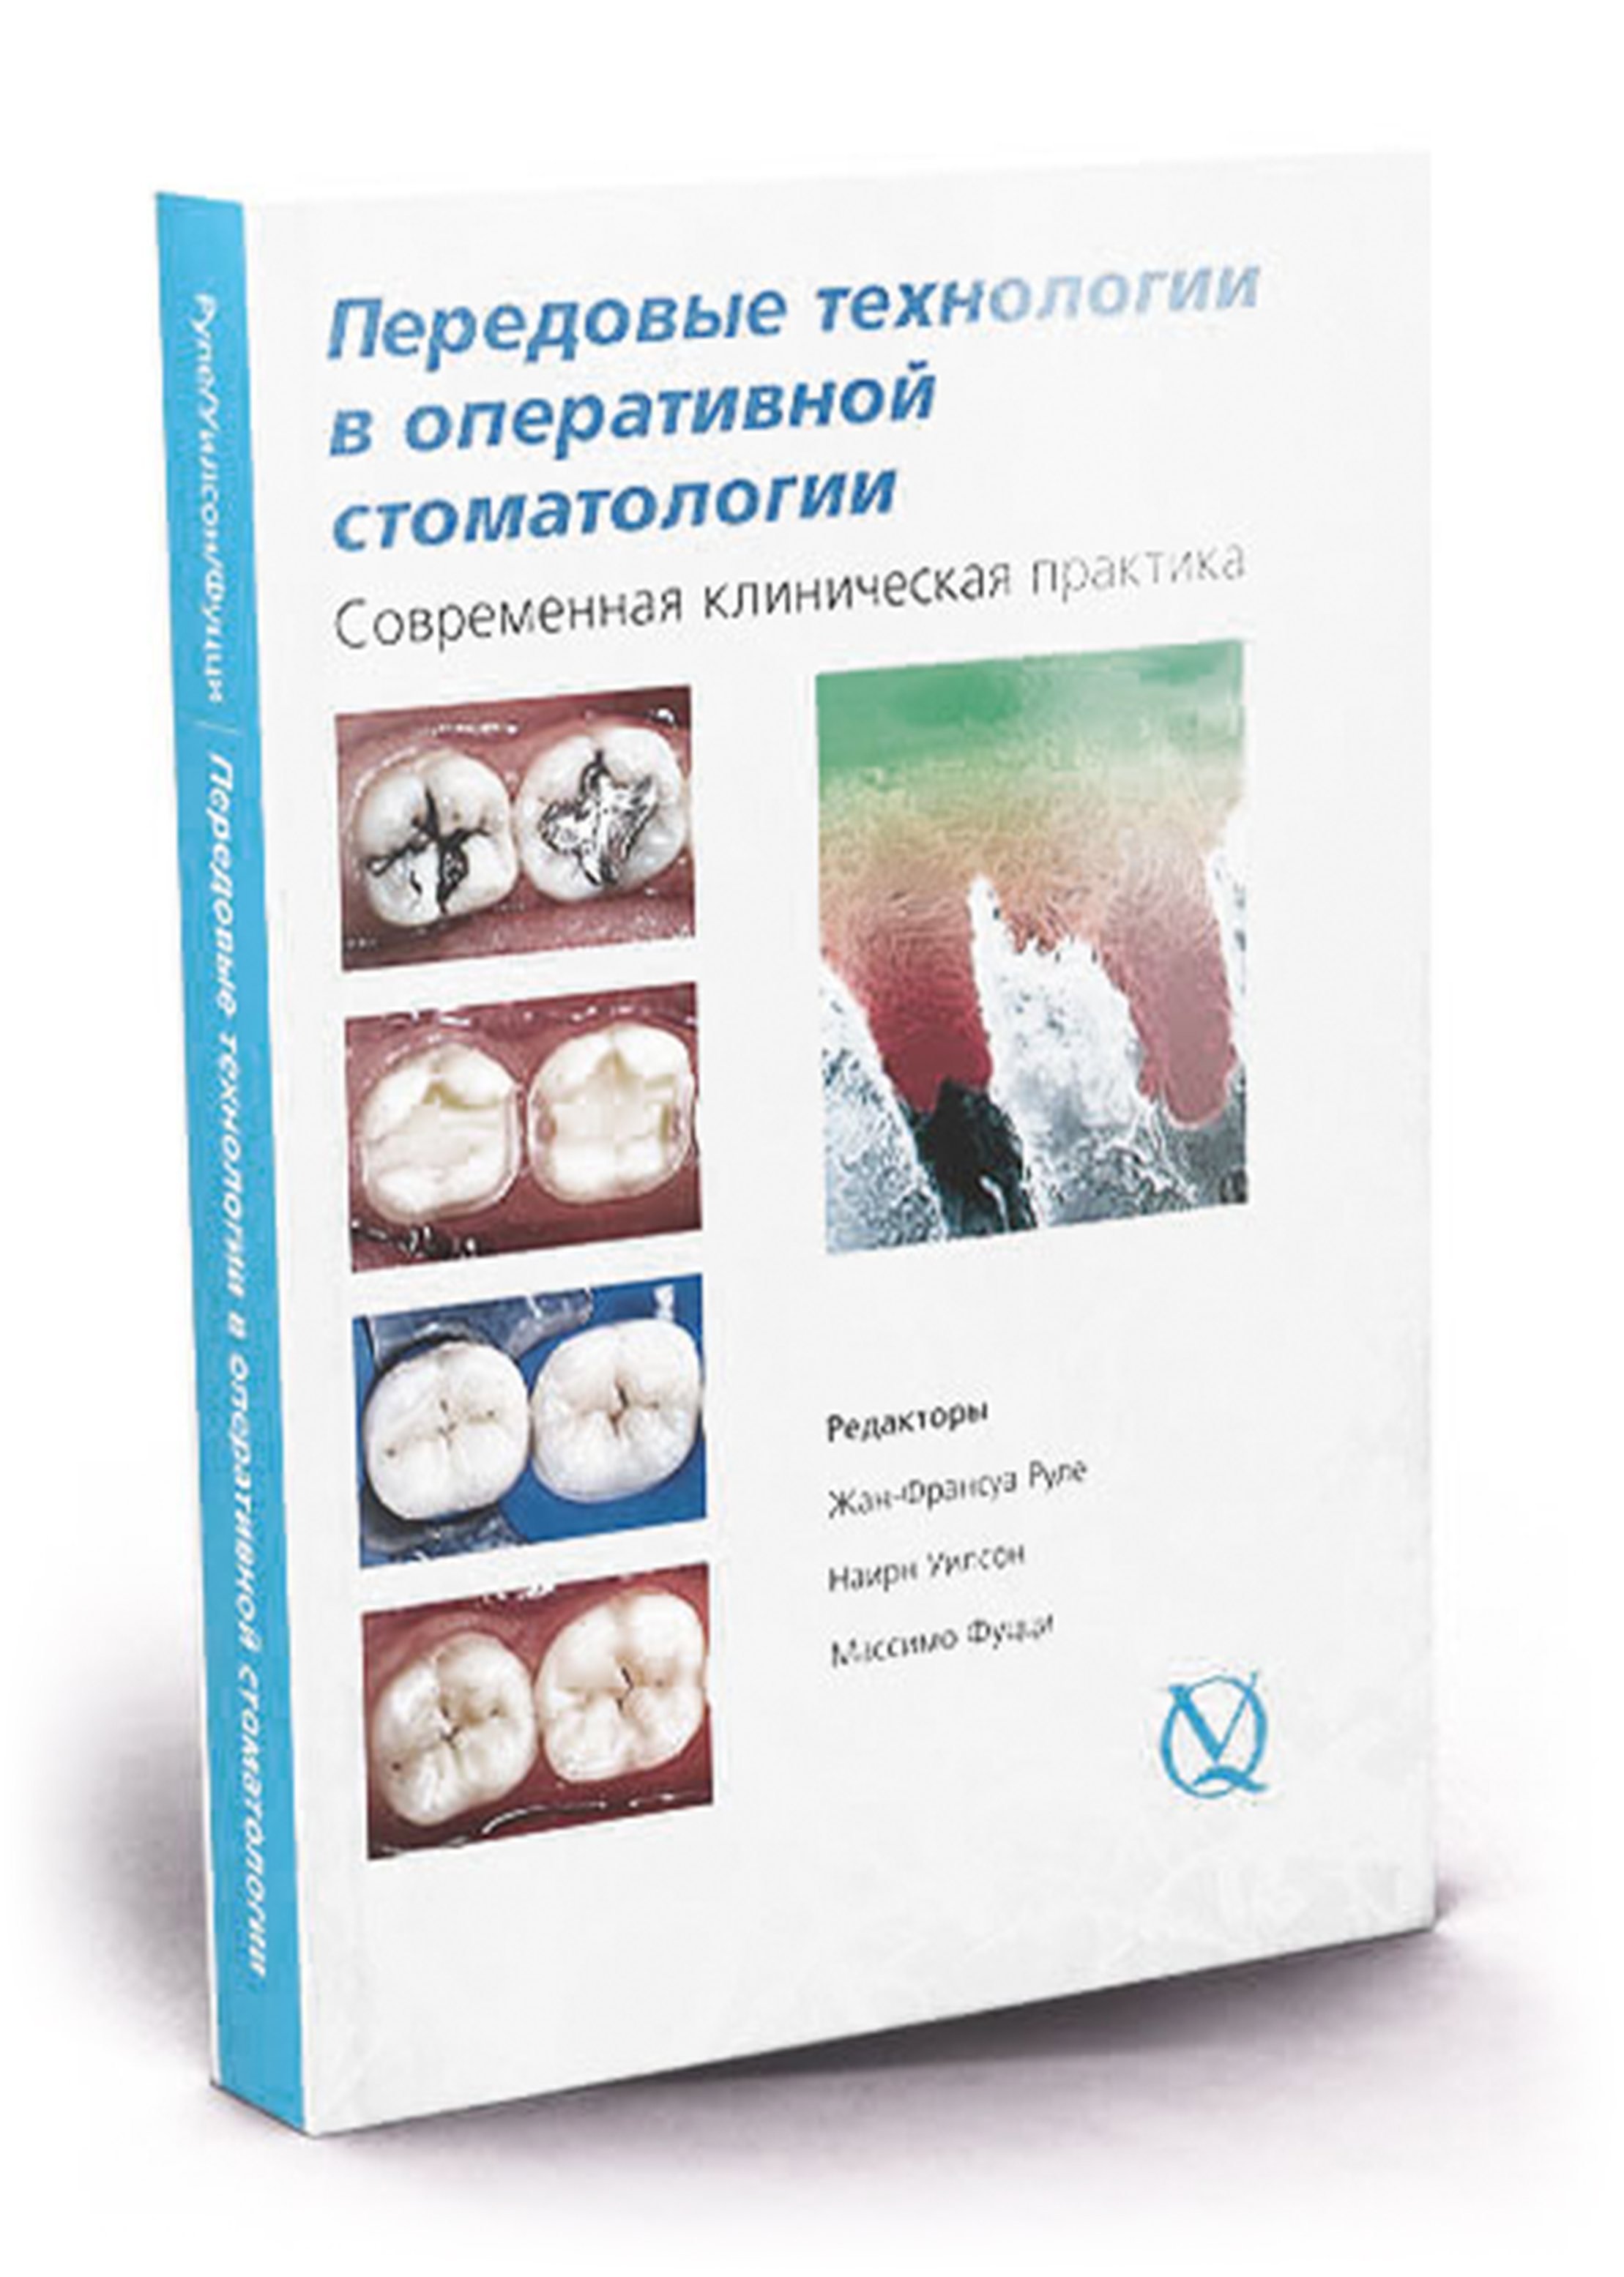 Передовые технологии
в оперативной
стоматологии
Современная клиническая практика
Редакторы
Жан-Франсуа Руле
Наирн Уилсон
Массимо Фуцци
Руле/Уилсон/Фуцци | Передовые технологии в оперативной стоматологии